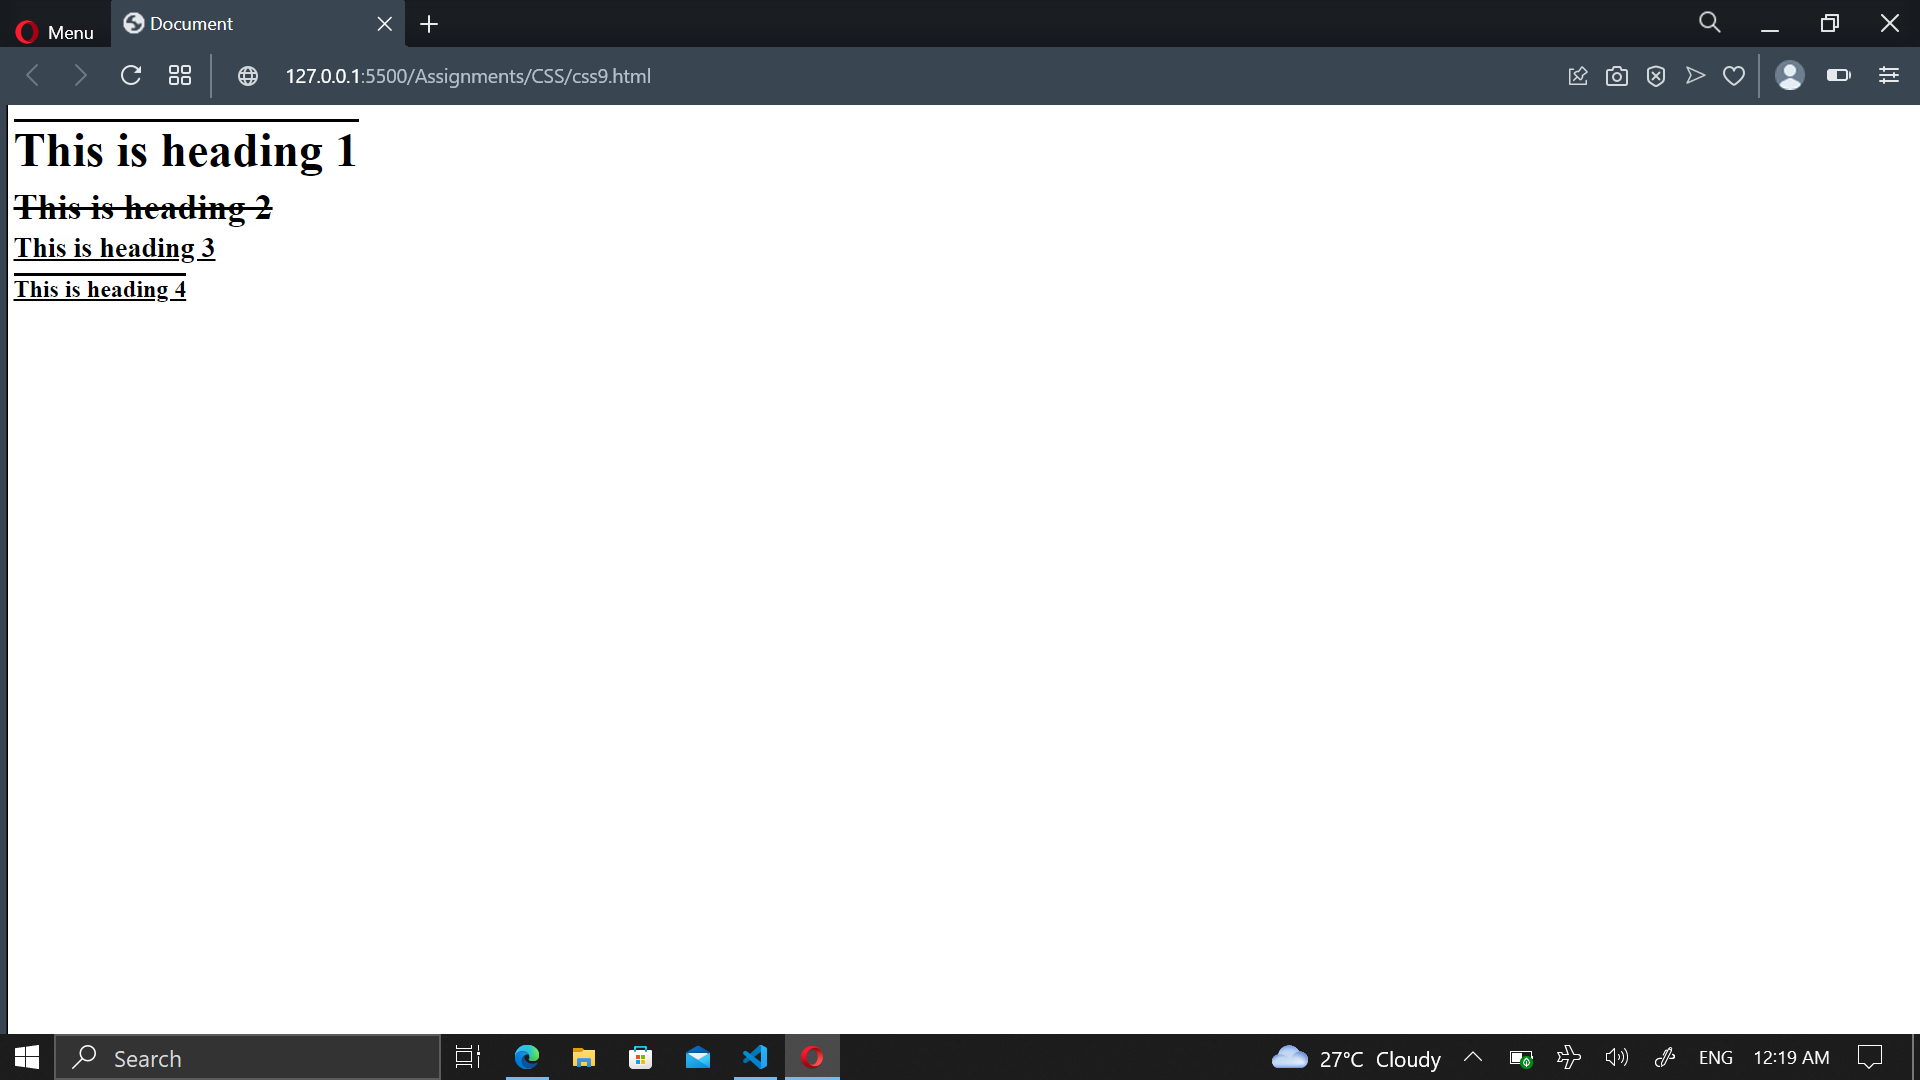 Menu
Document
127.0.0.1:5500/Assignments/CSS/css9.html
This is heading 1
This is heading 2
This is heading 3
This is heading 4
Search
27°C Cloudy
ENG
12:19 AM